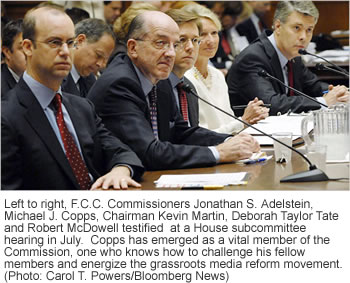 Left to right, F.C.C. Commissioners Jonathan S. Adelstein,
Michael J. Copps, Chairman Kevin Martin, Deborah Taylor Tate
and Robert McDowell testified at a House subcommittee
hearing in July. Copps has emerged as a vital member of the
Commission, one who knows how to challenge his fellow
members and energize the grassroots media reform movement.
(Photo: Carol T. Powers/Bloomberg News)